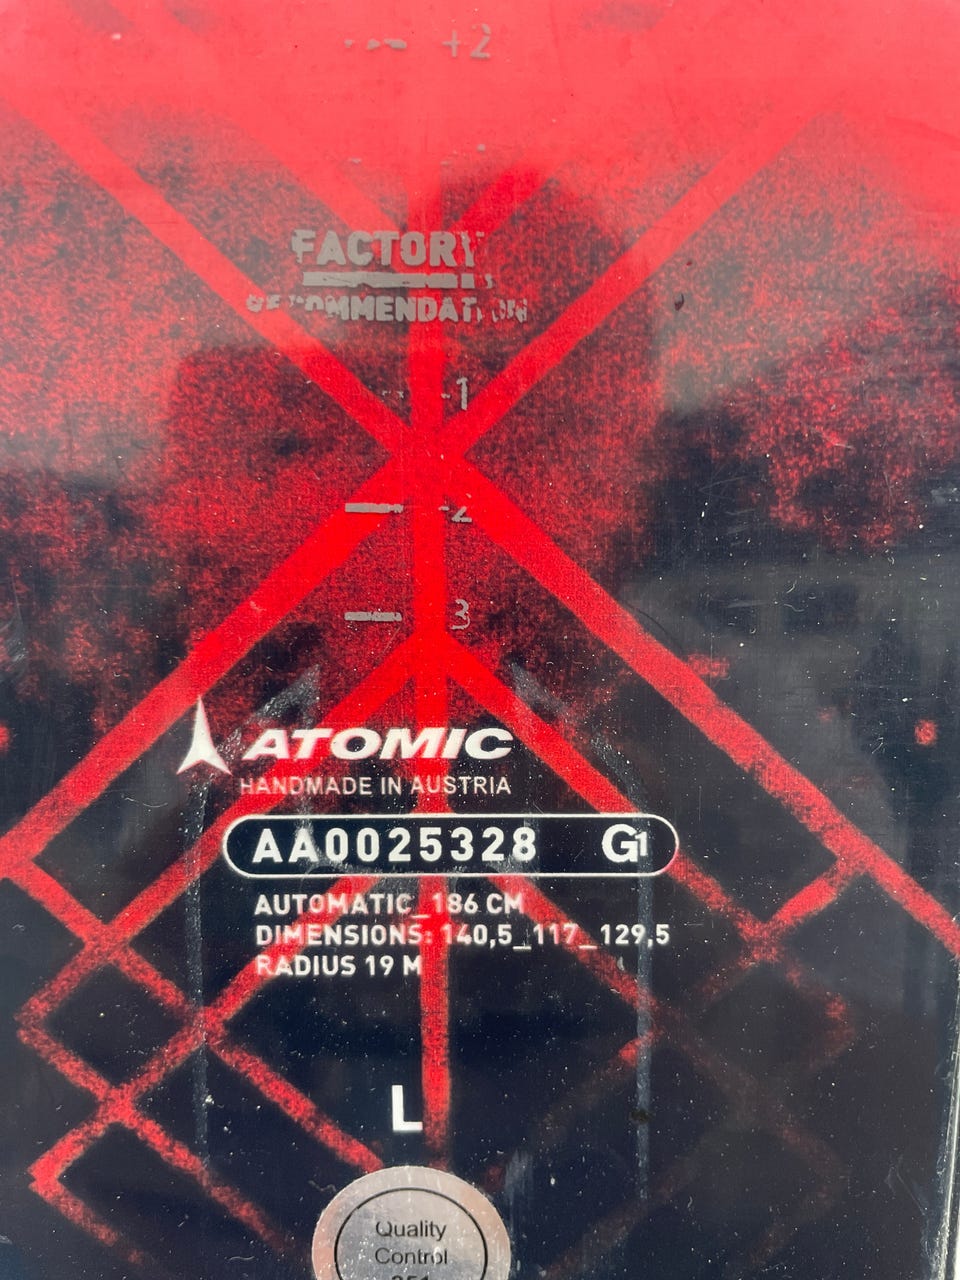 +2
FACTORY
RECOMMENDATION
-1
-2
3
ATOMIC
HANDMADE IN AUSTRIA
AA0025328 G1
AUTOMATIC_186 CM
DIMENSIONS: 140,5_117_129,5
RADIUS 19 M
L
Quality
Control